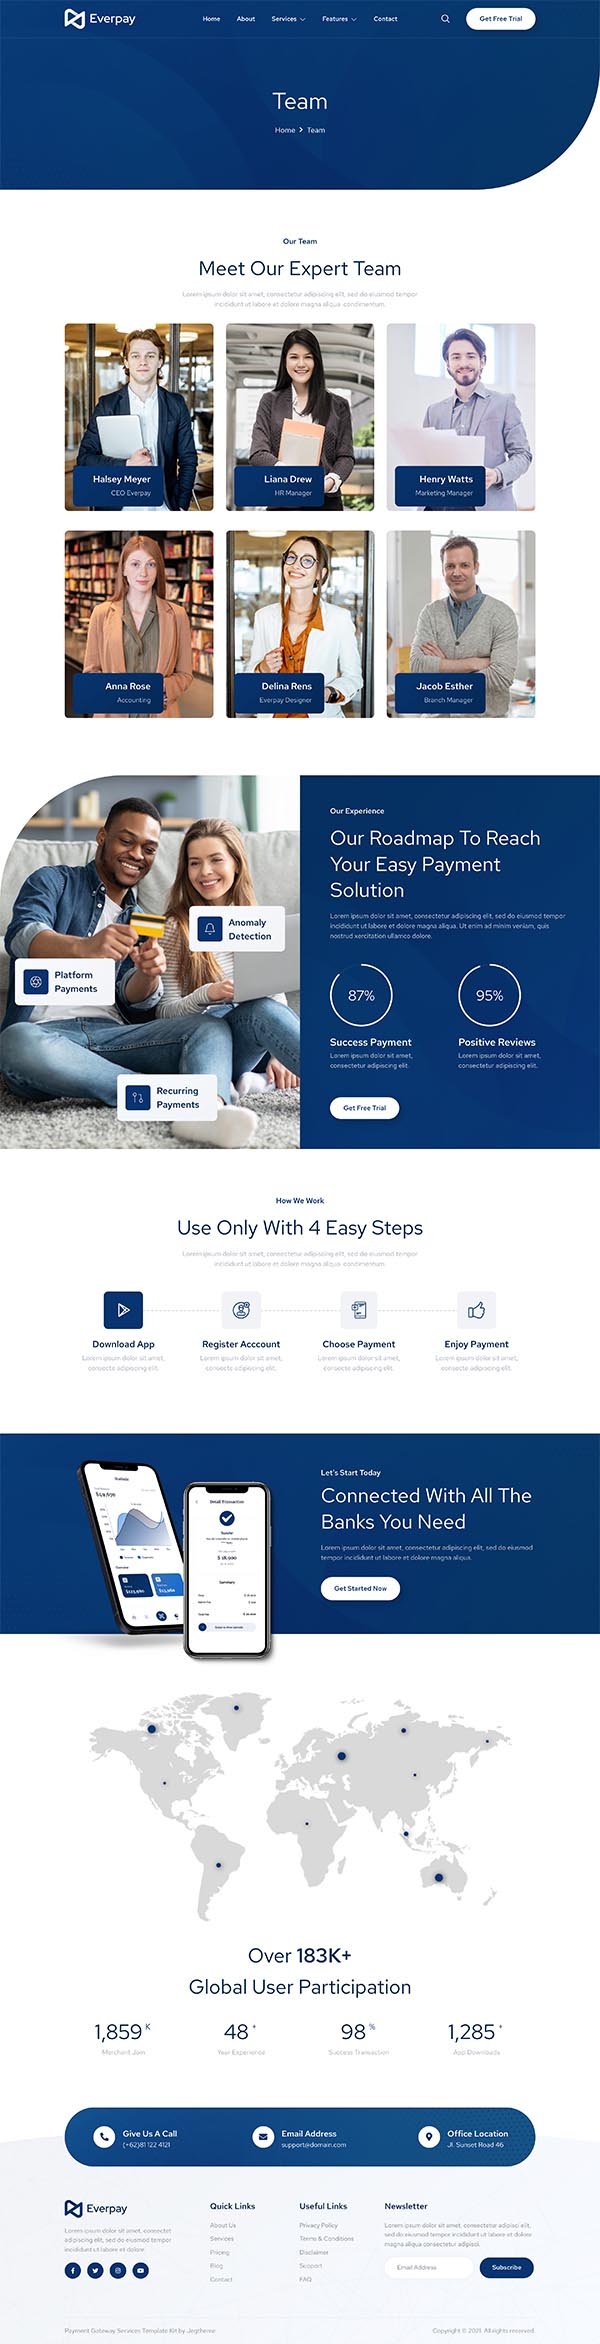 Everpay
Home About Services Features Contact
Get Free Trial
Team
Home Team
Our Team
Meet Our Expert Team
Lorem ipsum dolor sit amet, consectetur adipiscing elit, sed do eiusmod tempor
incididunt ut labore et dolore magna aliqua condimentum.
Halsey Meyer
CEO Everpay
Liana Drew
HR Manager
Henry Watts
Marketing Manager
Anna Rose
Accounting
Delina Rens
Everpay Designer
Jacob Esther
Branch Manager
Anomaly
Detection
Platform
Payments
Recurring
Payments
Our Experience
Our Roadmap To Reach
Your Easy Payment
Solution
Lorem ipsum dolor sit amet, consectetur adipiscing elit, sed do eiusmod tempor
incididunt ut labore et dolore magna aliqua. Ut enim ad minim veniam, quis
nostrud xercitation ullamco dolore.
87%
Success Payment
Lorem ipsum dolor sit amet,
consectetur adipiscing elit.
95%
Positive Reviews
Lorem ipsum dolor sit amet,
consectetur adipiscing elit.
Get Free Trial
How We Work
Use Only With 4 Easy Steps
Lorem ipsum dolor sit amet, consectetur adipiscing elit, sed do eiusmod tempor
incididunt ut labore et dolore magna aliqua condimentum.
Download App
Lorem ipsum dolor sit amet,
consecte adipiscing elit.
Register Acccount
Lorem ipsum dolor sit amet,
consecte adipiscing elit.
Choose Payment
Lorem ipsum dolor sit amet,
consecte adipiscing elit.
Enjoy Payment
Lorem ipsum dolor sit amet,
consecte adipiscing elit.
Detail Transaction
Transfer
Summary
Let's Start Today
Connected With All The
Banks You Need
Lorem ipsum dolor sit amet, consectetur adipiscing elit, sed do eiusmod
tempor incididunt ut labore et dolore magna aliqua.
Get Started Now
Over 183K+
Global User Participation
1,859 K
Merchant Join
48 +
Year Experience
98 %
Success Transaction
1,285 +
App Downloads
Give Us A Call
(+62)81 122 4121
Email Address
support@domain.com
Office Location
Jl. Sunset Road 46
Everpay
Lorem ipsum dolor sit amet, consectet
adipiscing elit, sed do eiusmod tempor
incididunt ut labore dolore.
Quick Links
About Us
Services
Pricing
Blog
Contact
Useful Links
Privacy Policy
Terms & Conditions
Disclaimer
Support
FAQ
Newsletter
Lorem ipsum dolor sit amet, consectetur adipisci elit,
sed do eiusmod tempor incididunt ut labore et dolore
magna aliqua enim minim adipisci.
Email Address
Subscribe
Payment Gateway Services Template Kit by Jegtheme
Copyright © 2021. All rights reserved.